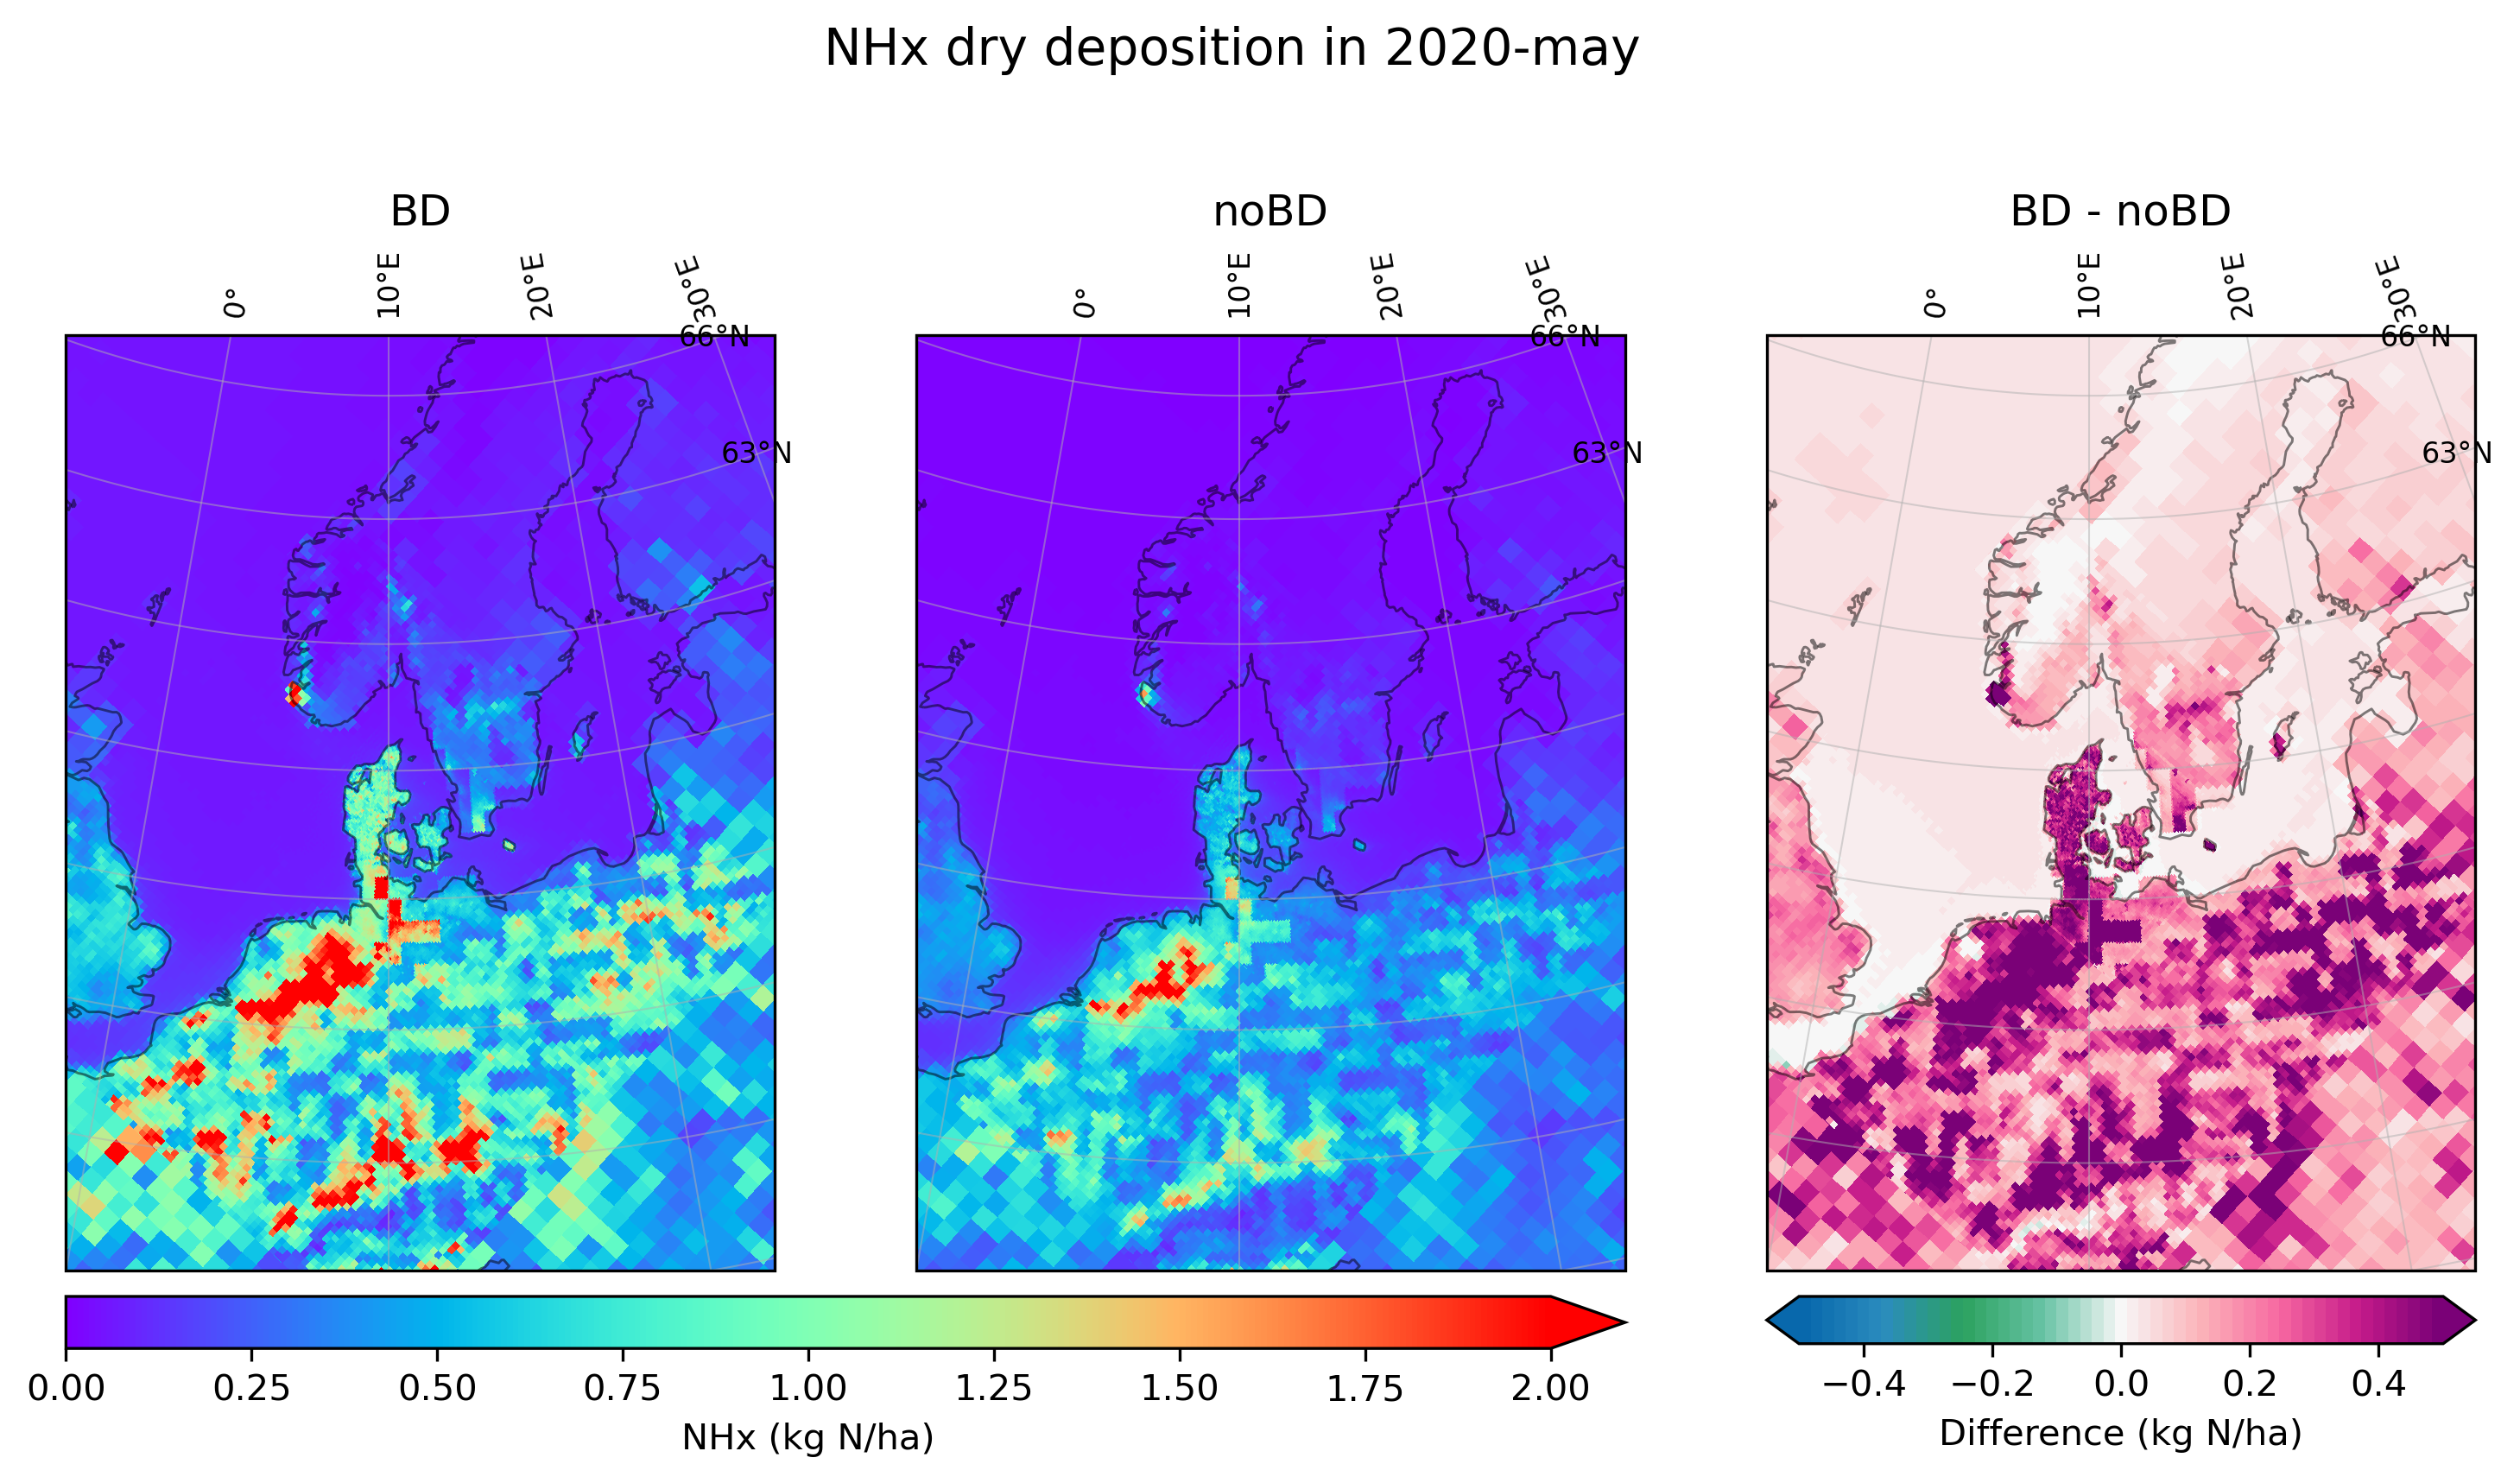 NHx dry deposition in 2020-may
BD
0°
10°E
20°E
30°E
66°N
63°N
noBD
0°
10°E
20°E
30°E
66°N
63°N
BD - noBD
0°
10°E
20°E
30°E
66°N
63°N
0.00 0.25 0.50 0.75 1.00 1.25 1.50 1.75 2.00
NHx (kg N/ha)
−0.4 −0.2 0.0 0.2 0.4
Difference (kg N/ha)